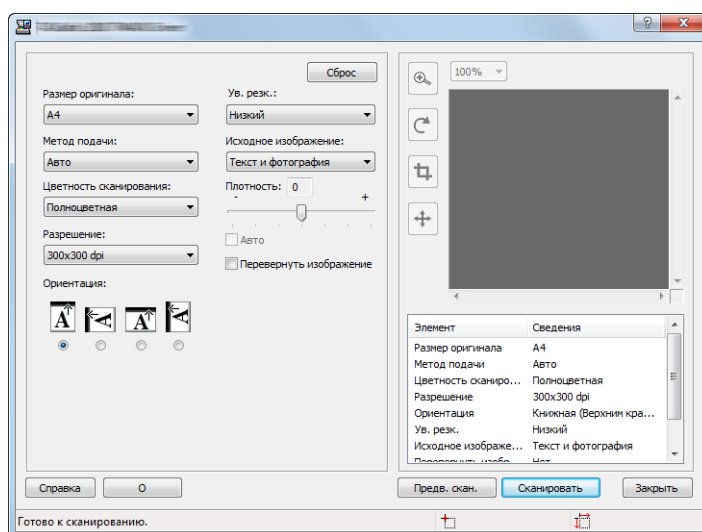 Сброс
Размер оригинала:
A4
Метод подачи:
Авто
Цветность сканирования:
Полноцветная
Разрешение:
300x300 dpi
Ориентация:
A A A A
Ув. резк.:
Низкий
Исходное изображение:
Текст и фотография
Плотность: 0
- +
Авто
Перевернуть изображение
100%
Элемент Сведения
Размер оригинала A4
Метод подачи Авто
Цветность сканиро... Полноцветная
Разрешение 300x300 dpi
Ориентация Книжная (Верхним кра...
Ув. резк. Низкий
Исходное изображе... Текст и фотография
Перевернуть изобр... Нет
Справка О Предв. скан. Сканировать Закрыть
Готово к сканированию.